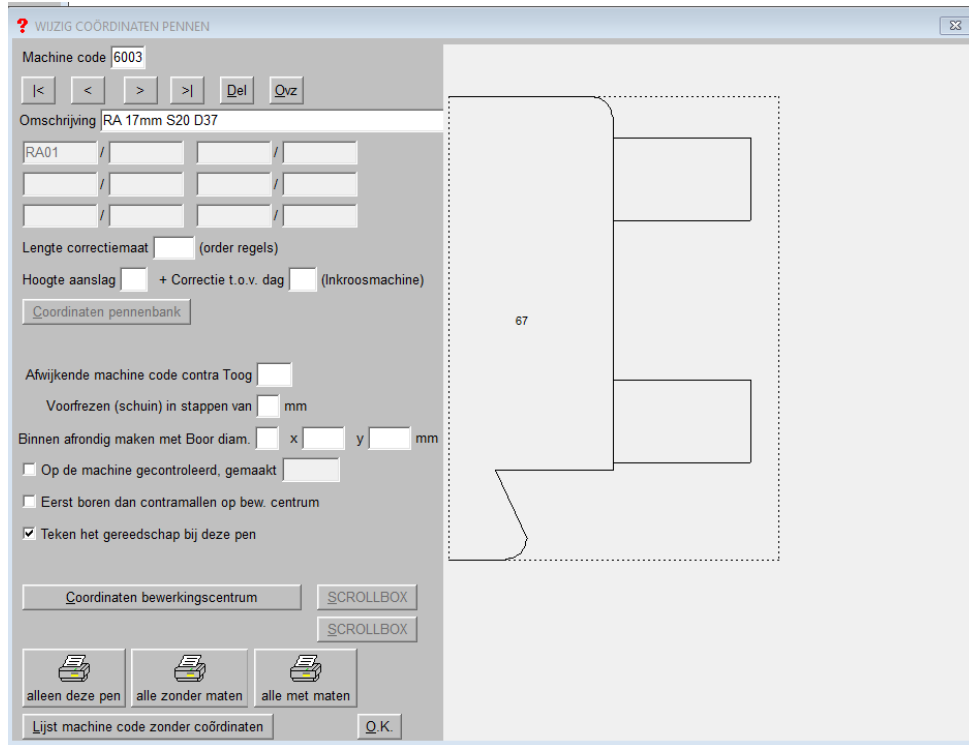 ? WIJZIG COÖRDINATEN PENNEN
Machine code 6003
|< < > >| Del Ovz
Omschrijving RA 17mm S20 D37
RA01 / /
/ /
/ /
Lengte correctiemaat (order regels)
Hoogte aanslag + Correctie t.o.v. dag (Inkroosmachine)
Coordinaten pennenbank
67
Afwijkende machine code contra Toog
Voorfrezen (schuin) in stappen van mm
Binnen afrondig maken met Boor diam. x y mm
Op de machine gecontroleerd, gemaakt
Eerst boren dan contramallen op bew. centrum
Teken het gereedschap bij deze pen
Coordinaten bewerkingscentrum SCROLLBOX
SCROLLBOX
alleen deze pen alle zonder maten alle met maten
Lijst machine code zonder coõrdinaten O.K.